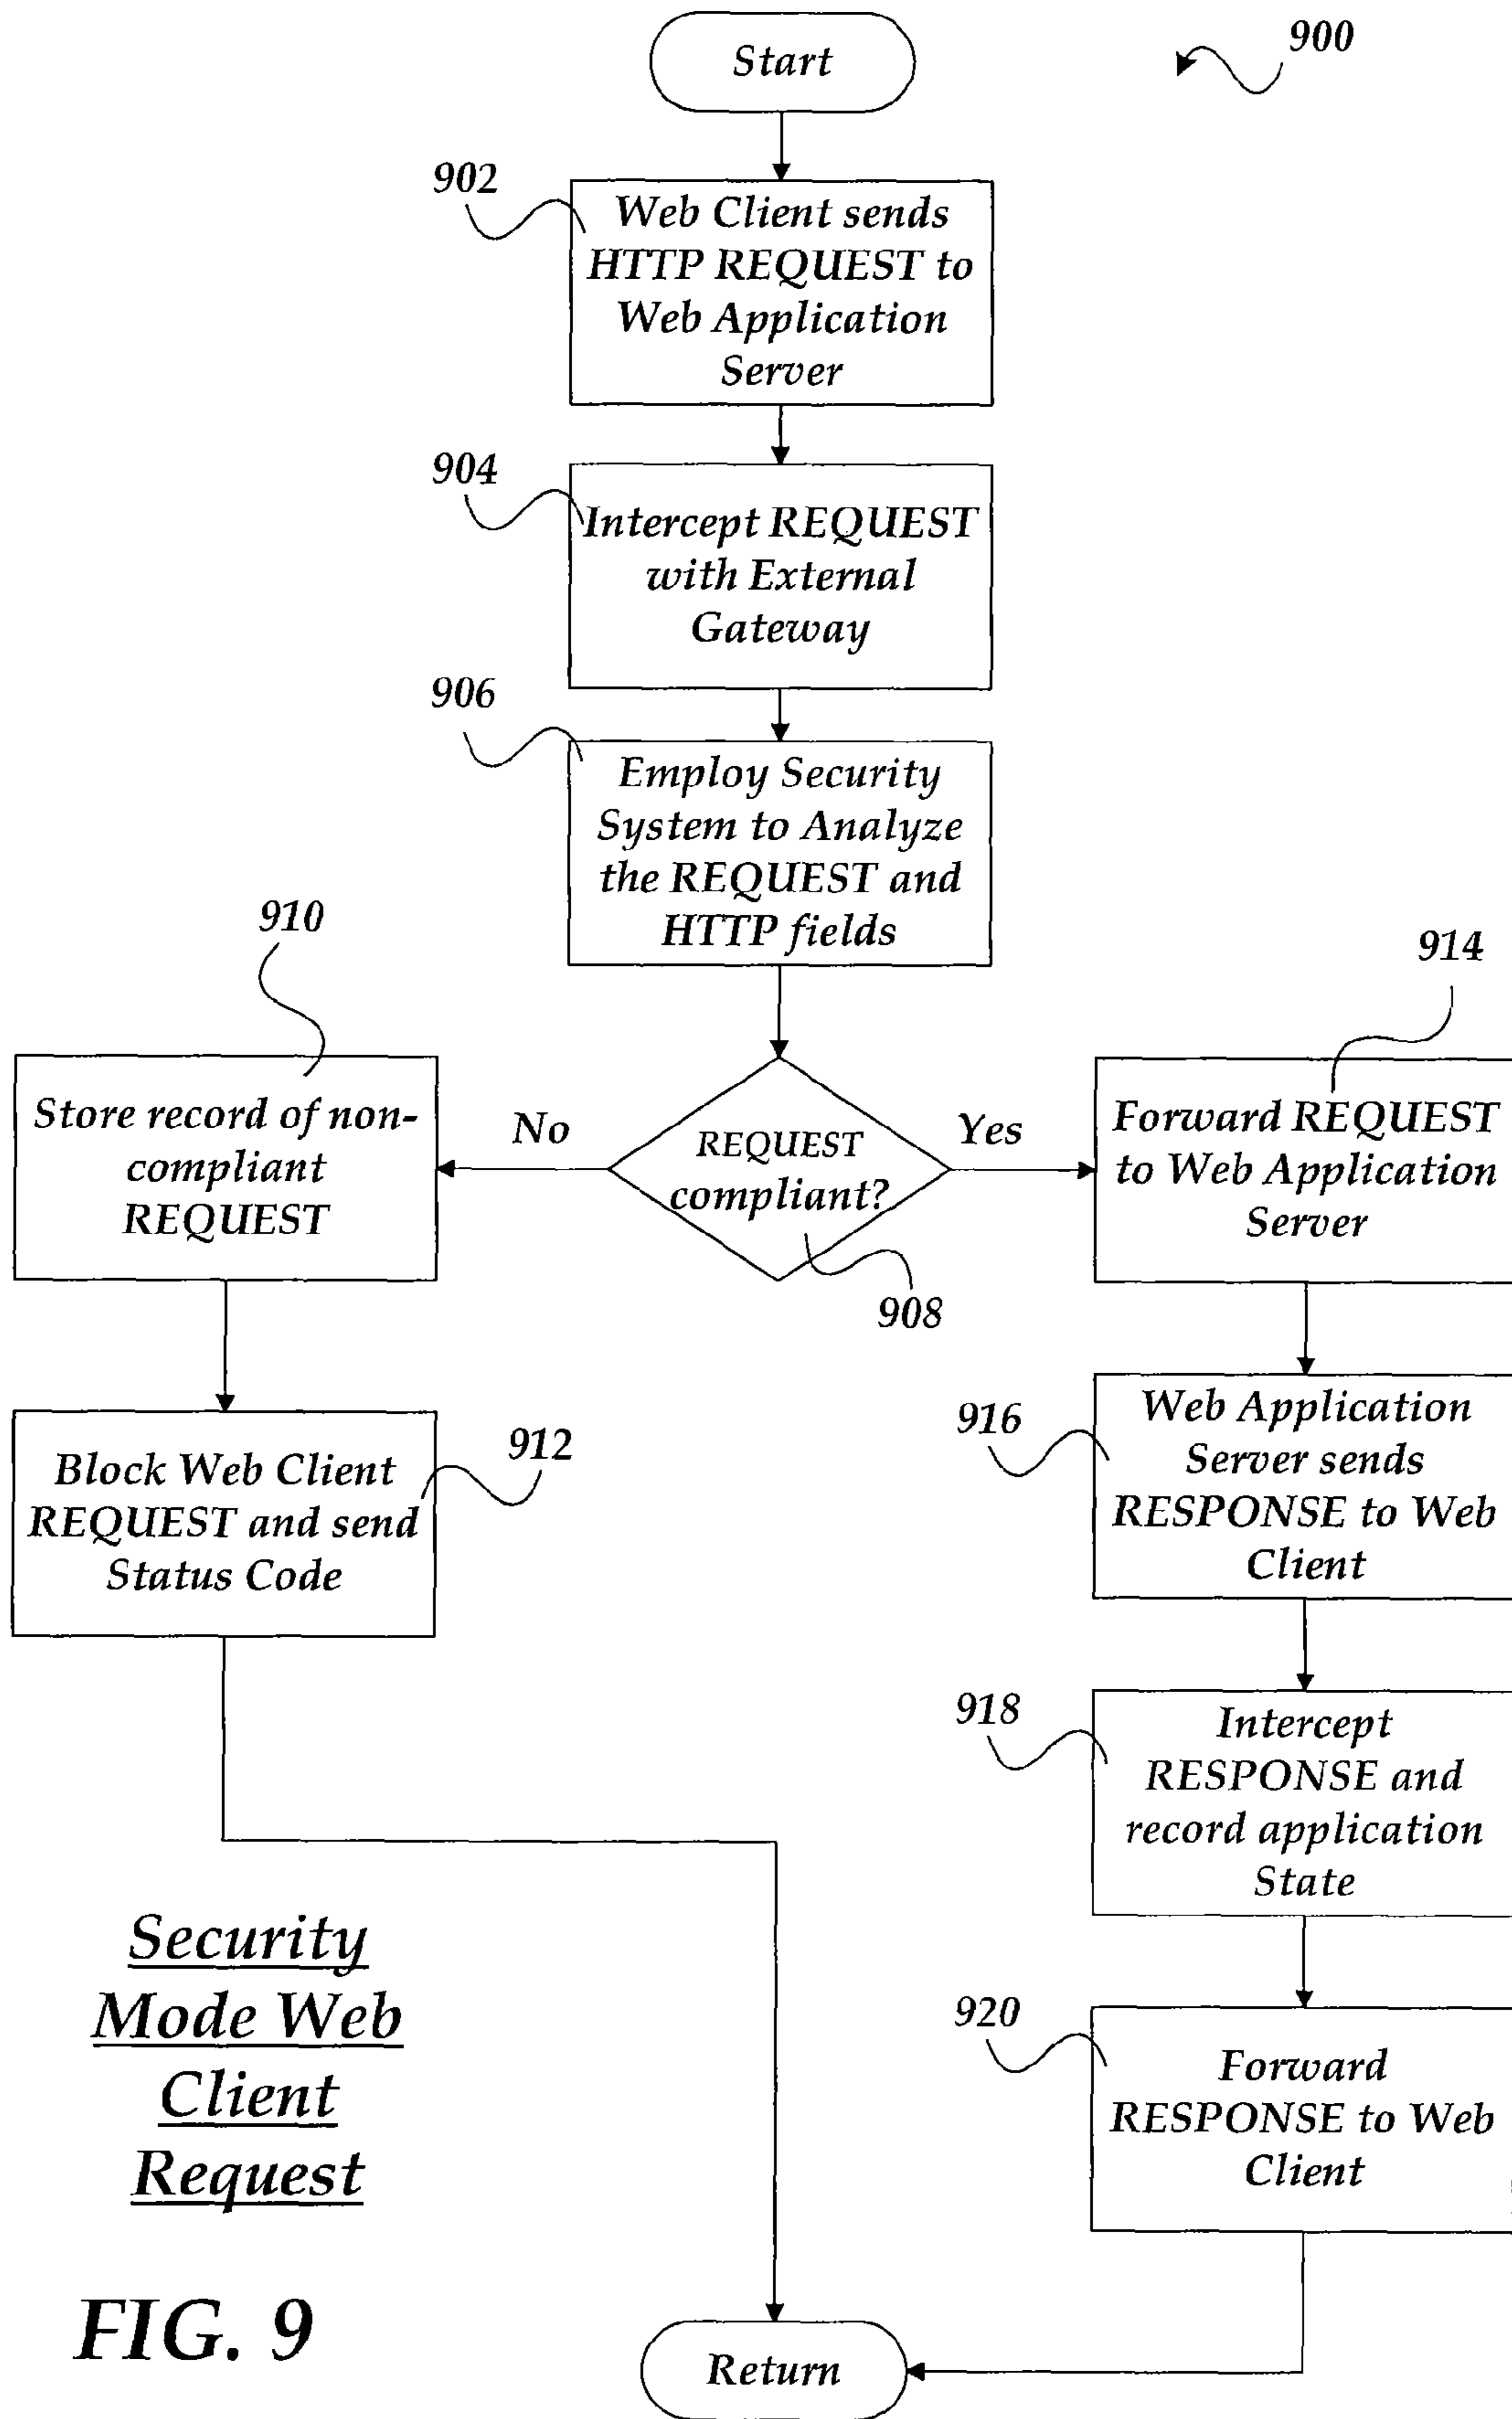 Start
900
902
Web Client sends
HTTP REQUEST to
Web Application
Server
904
Intercept REQUEST
with External
Gateway
906
Employ Security
System to Analyze
the REQUEST and
HTTP fields
910
914
Store record of non-
compliant
REQUEST
No
REQUEST
compliant?
Yes
908
Forward REQUEST
to Web Application
Server
Block Web Client
REQUEST and send
Status Code
912
916
Web Application
Server sends
RESPONSE to Web
Client
918
Intercept
RESPONSE and
record application
State
920
Forward
RESPONSE to Web
Client
Security
Mode Web
Client
Request
FIG. 9
Return